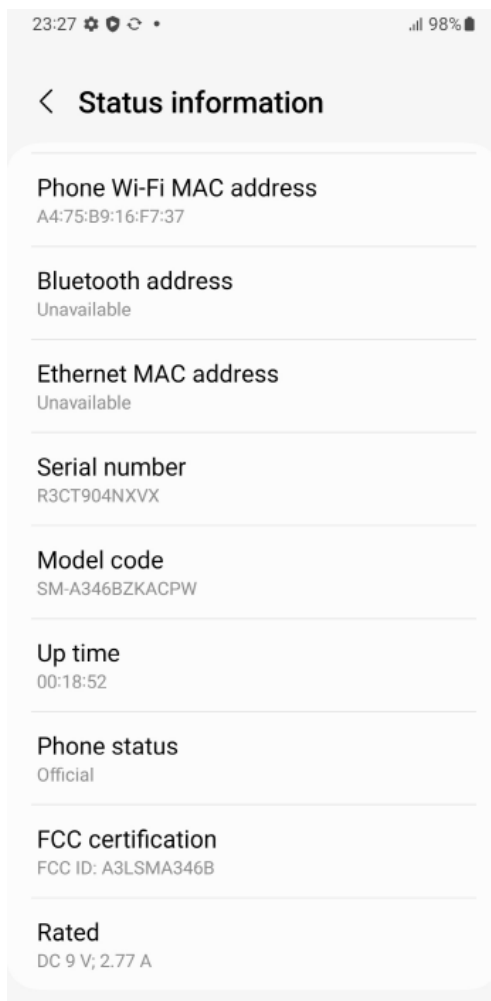 23:27
98%
Status information
Phone Wi-Fi MAC address
A4:75:B9:16:F7:37
Bluetooth address
Unavailable
Ethernet MAC address
Unavailable
Serial number
R3CT904NXVX
Model code
SM-A346BZKACPW
Up time
00:18:52
Phone status
Official
FCC certification
FCC ID: A3LSMA346B
Rated
DC 9 V; 2.77 A